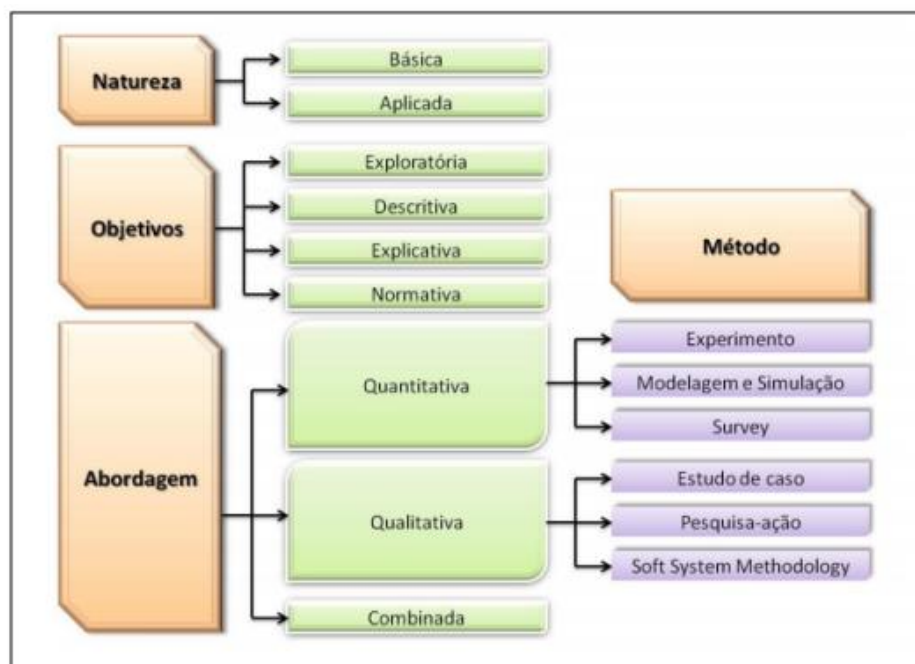 Natureza
Básica
Aplicada
Objetivos
Exploratória
Descritiva
Explicativa
Normativa
Método
Abordagem
Quantitativa
Experimento
Modelagem e Simulação
Survey
Qualitativa
Estudo de caso
Pesquisa-ação
Soft System Methodology
Combinada